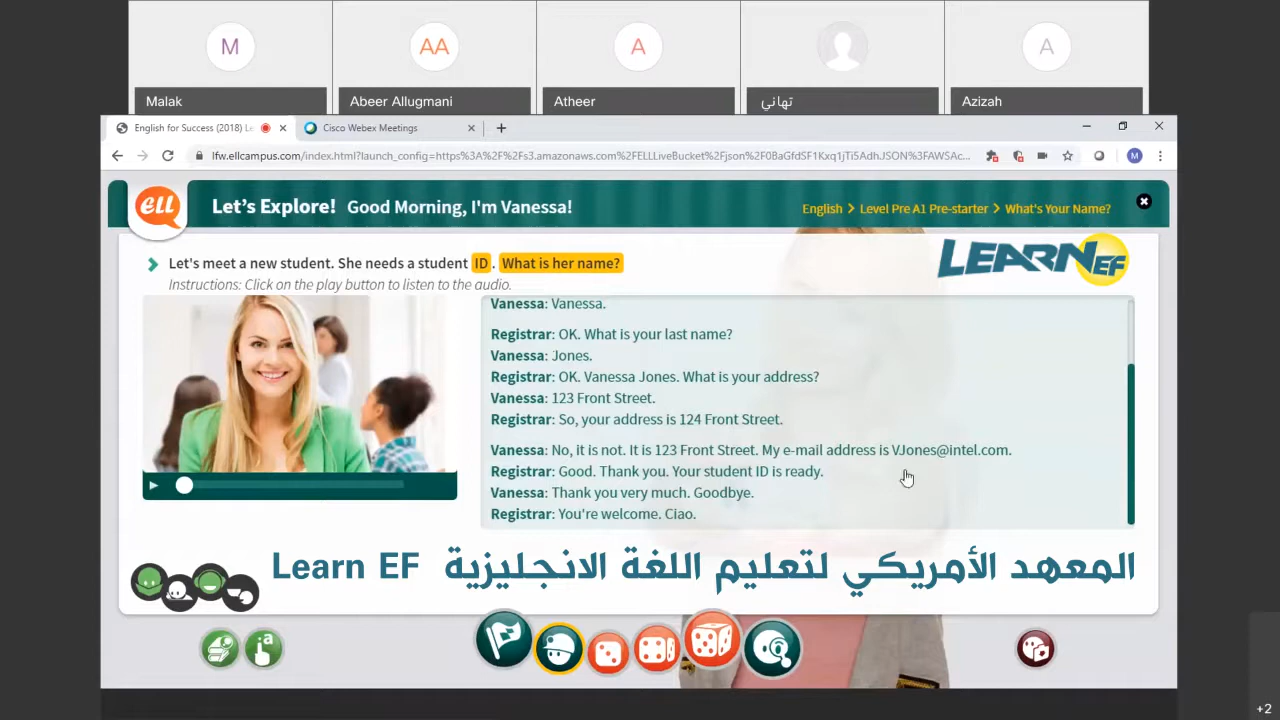 M
AA
A
A
Malak
Abeer Allugmani
Atheer
تهاني
Azizah
English for Success (2018) Le
Cisco Webex Meetings
lfw.ellcampus.com/index.html?launch_config=https%3A%2F%2Fs3.amazonaws.com%2FELLLiveBucket%2Fjson%2F0BaGfdSF1Kxq1jTi5AdhJSON%3FAWSAc...
M
ell
Let's Explore! Good Morning, I'm Vanessa!
English > Level Pre A1 Pre-starter > What's Your Name?
Let's meet a new student. She needs a student ID. What is her name?
LEARN EF
Instructions: Click on the play button to listen to the audio.
Vanessa: Vanessa.
Registrar: OK. What is your last name?
Vanessa: Jones.
Registrar: OK. Vanessa Jones. What is your address?
Vanessa: 123 Front Street.
Registrar: So, your address is 124 Front Street.
Vanessa: No, it is not. It is 123 Front Street. My e-mail address is VJones@intel.com.
Registrar: Good. Thank you. Your student ID is ready.
Vanessa: Thank you very much. Goodbye.
Registrar: You're welcome. Ciao.
المعهد الأمريكي لتعليم اللغة الانجليزية Learn EF
a
+2